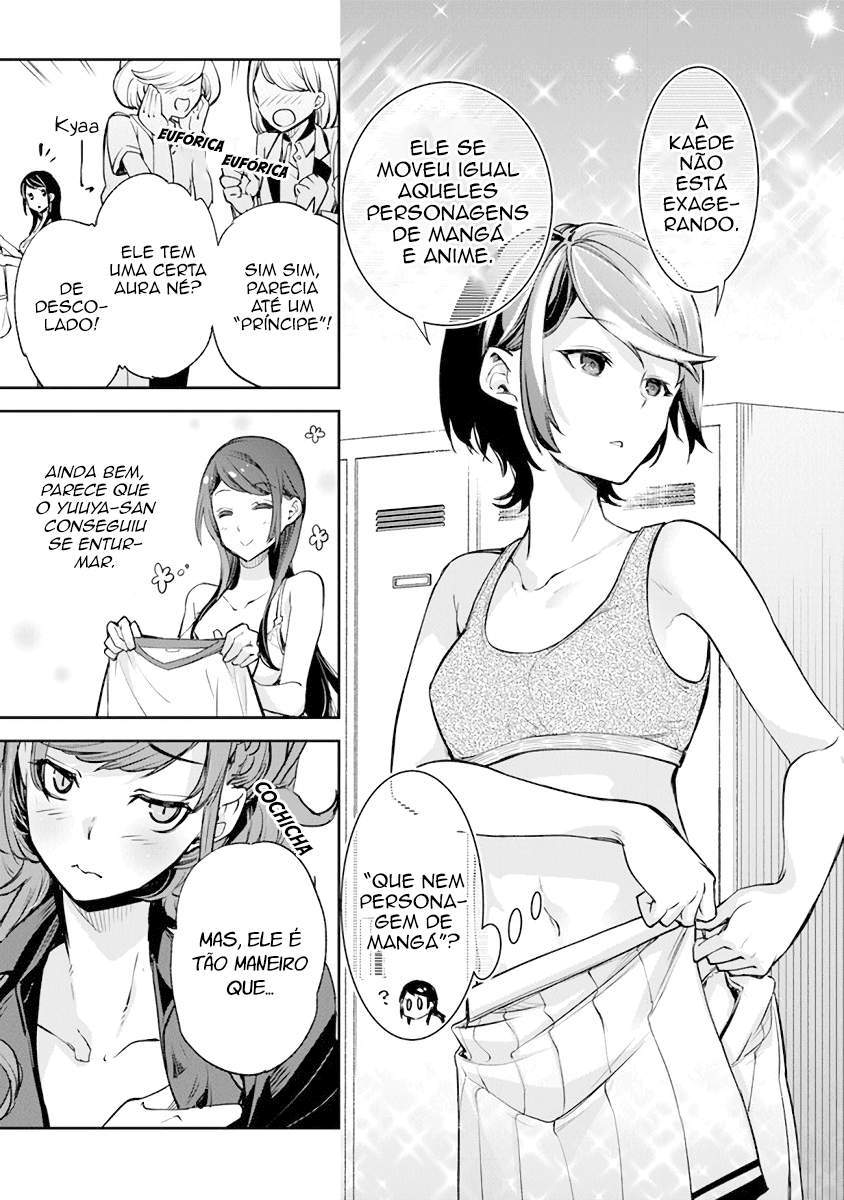 A
KAEDE
NÃO
ESTÁ
EXAGE-
RANDO.
ELE SE
MOVEU IGUAL
AQUELES
PERSONAGENS
DE MANGÁ
E ANIME.
"QUE NEM
PERSONA-
GEM DE
MANGÁ"?
?
Kyaa
EUFÓRICA
EUFÓRICA
SIM SIM,
PARECIA
ATÉ UM
"PRÍNCIPE"!
ELE TEM
UMA CERTA
AURA NÉ?
DE
DESCO-
LADO!
AINDA BEM,
PARECE QUE
O YUUYA-SAN
CONSEGUIU
SE ENTUR-
MAR.
COCHICHA
MAS, ELE É
TÃO MANEIRO
QUE...